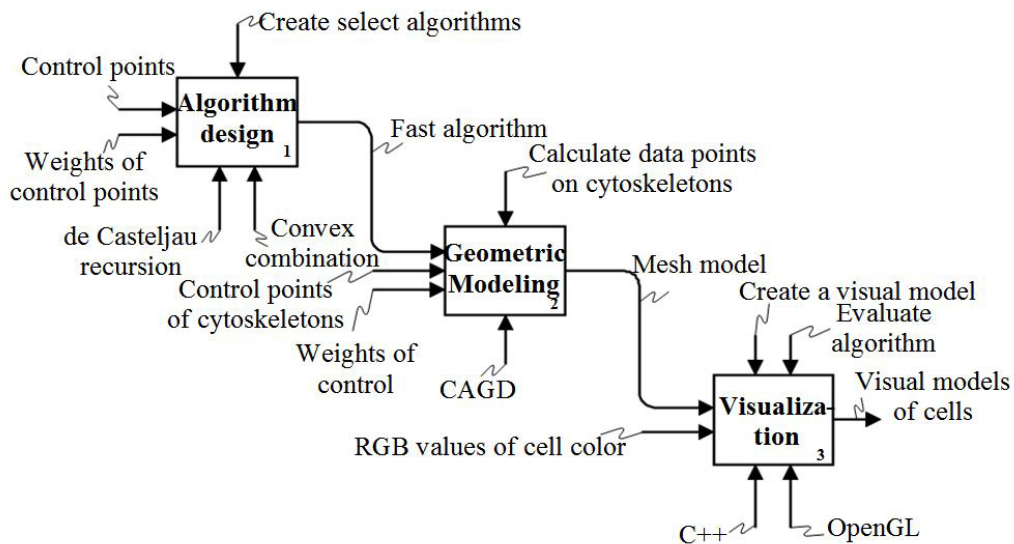 Create select algorithms
Control points
Algorithm
design
1
Weights of
control points
Fast algorithm
Calculate data points
on cytoskeletons
de Casteljau
recursion
Convex
combination
Control points
of cytoskeletons
Geometric
Modeling
2
Weights of
control
CAGD
Mesh model
Create a visual model
Evaluate
algorithm
Visual models
of cells
Visualiza-
tion
3
RGB values of cell color
C++
OpenGL